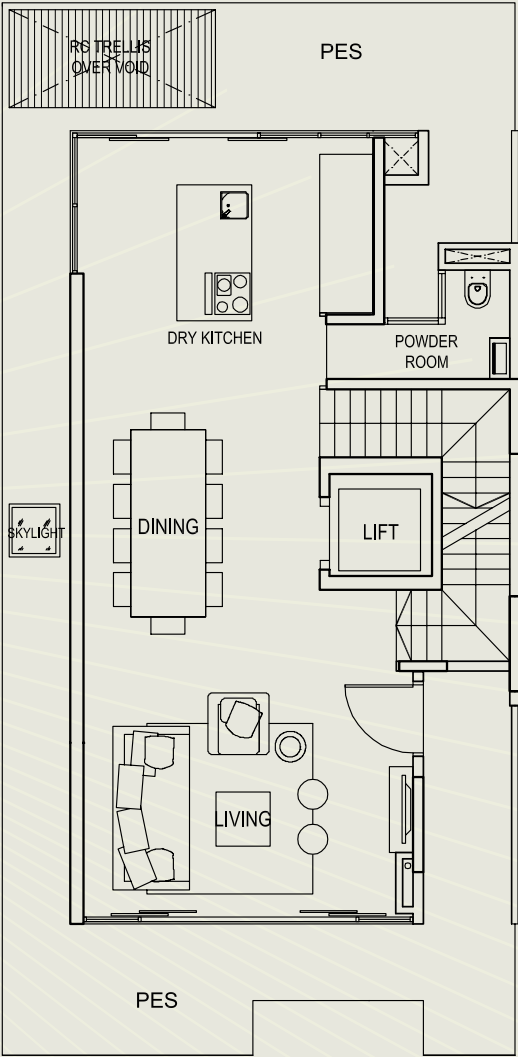 RC TRELLIS
OVER VOID
PES
DRY KITCHEN
POWDER
ROOM
DINING
SKYLIGHT
LIFT
LIVING
PES